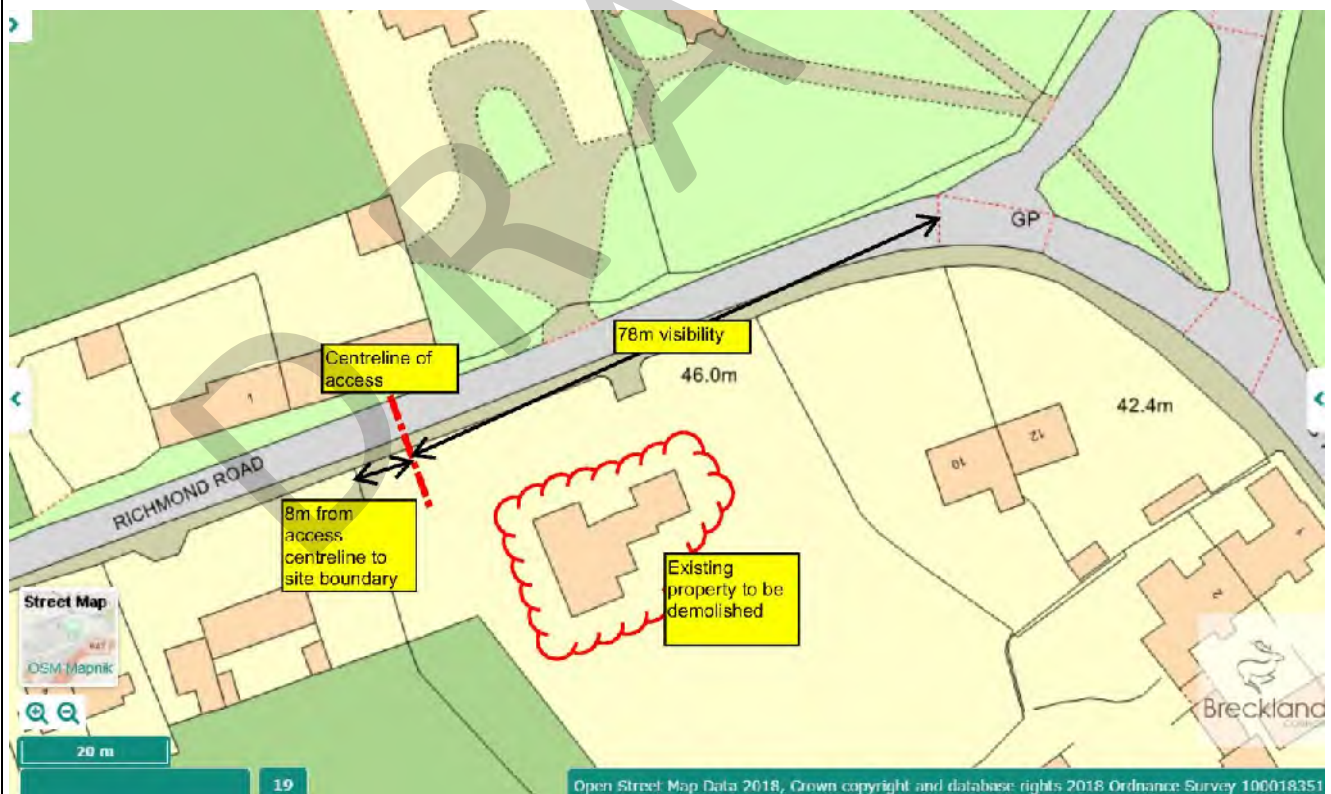 DRA
GP
78m visibility
46.0m
Centreline of
access
42.4m
1
12
10
RICHMOND ROAD
8m from
access
centreline to
site boundary
Existing
property to be
demolished
2
Street Map
OSM Mapnik
Breckland
20 m
19
Open Street Map Data 2018, Crown copyright and database rights 2018 Ordnance Survey 100018351